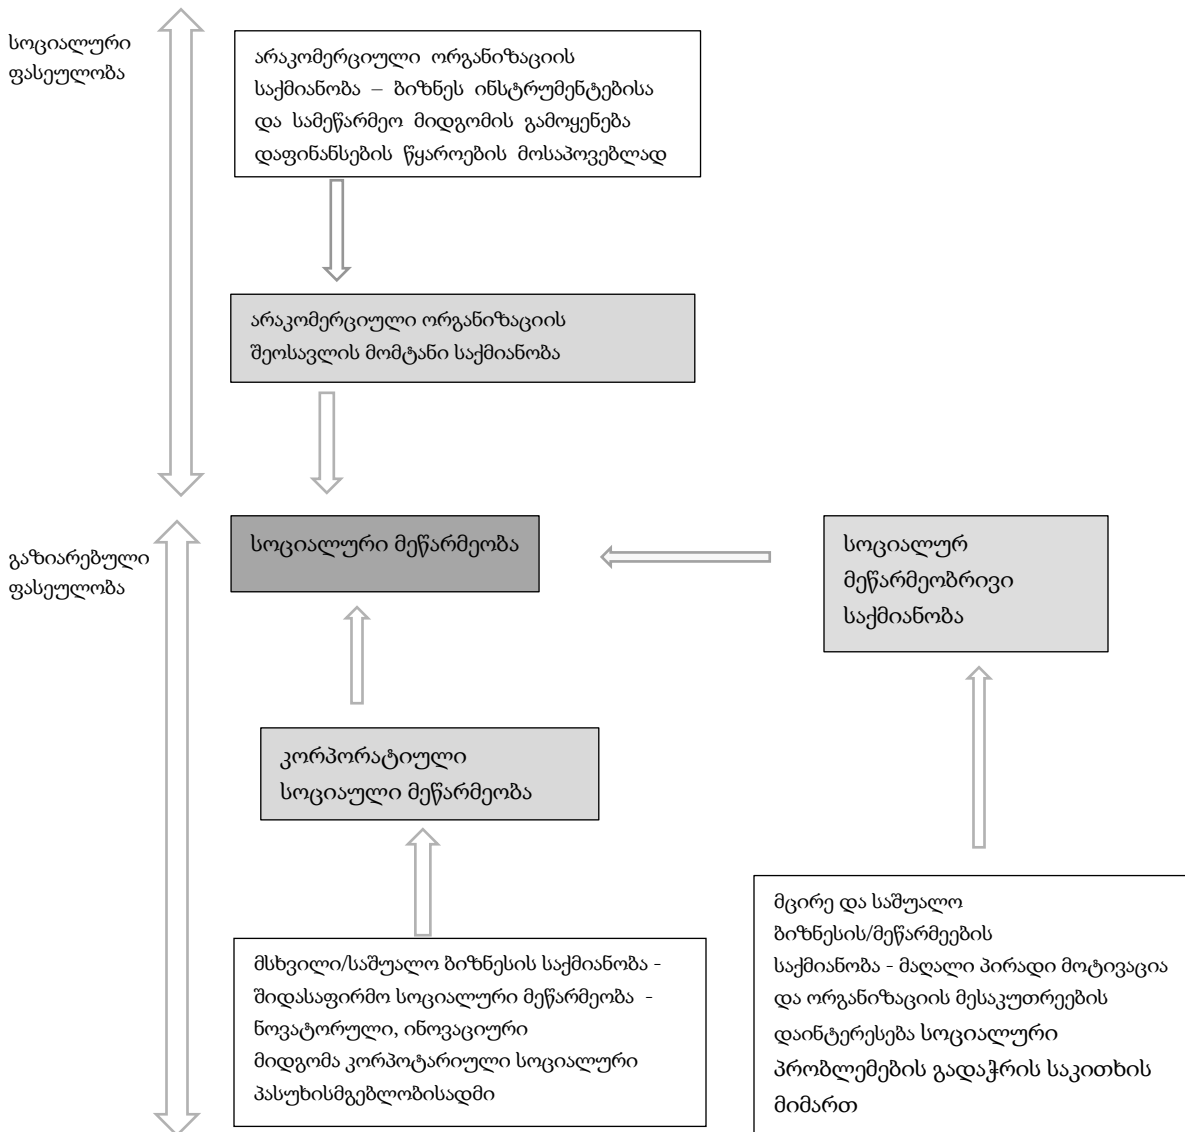 სოციალური
ფასეულობა
არაკომერციული ორგანიზაციის
საქმიანობა – ბიზნეს ინსტრუმენტებისა
და სამეწარმეო მიდგომის გამოყენება
დაფინანსების წყაროების მოსაპოვებლად
არაკომერციული ორგანიზაციის
შეოსავლის მომტანი საქმიანობა
გაზიარებული
ფასეულობა
სოციალური მეწარმეობა
სოციალურ
მეწარმეობრივი
საქმიანობა
კორპორატიული
სოციაული მეწარმეობა
მსხვილი/საშუალო ბიზნესის საქმიანობა -
შიდასაფირმო სოციალური მეწარმეობა -
ნოვატორული, ინოვაციური
მიდგომა კორპოტარიული სოციალური
პასუხისმგებლობისადმი
მცირე და საშუალო
ბიზნესის/მეწარმეების
საქმიანობა - მაღალი პირადი მოტივაცია
და ორგანიზაციის მესაკუთრეების
დაინტერესება სოციალური
პრობლემების გადაჭრის საკითხის
მიმართ